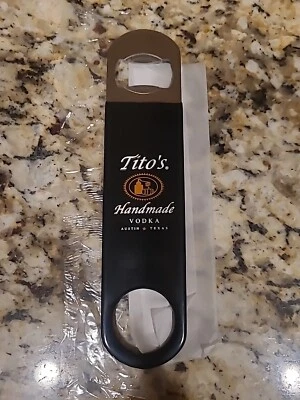 Tito's®
Handmade
VODKA
AUSTIN ✪ TEXAS